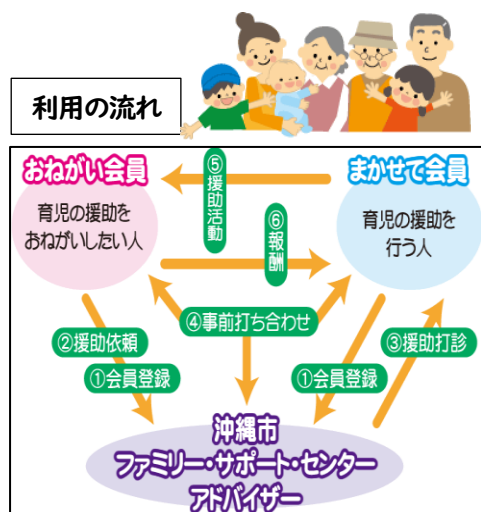 利用の流れ
おねがい会員
育児の援助を
おねがいしたい人
⑤援助活動
まかせて会員
育児の援助を
行う人
⑥報酬
④事前打ち合わせ
②援助依頼
①会員登録
①会員登録
③援助打診
沖縄市
ファミリー・サポート・センター
アドバイザー